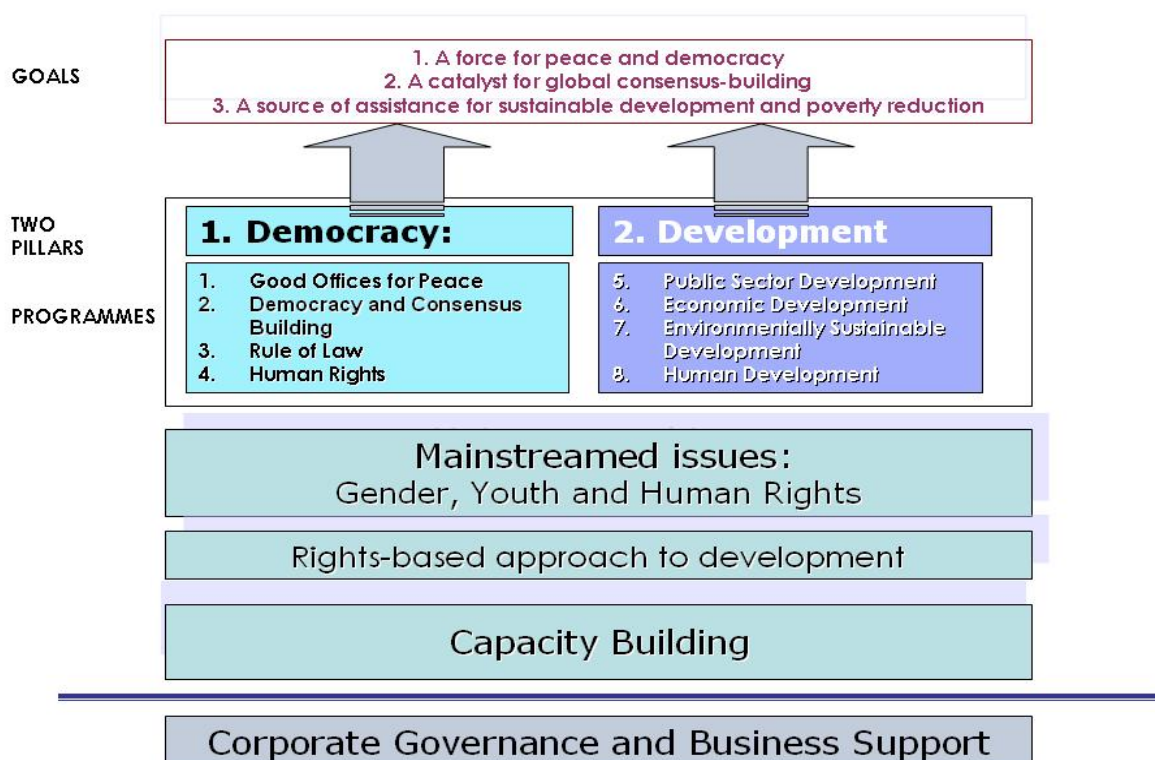 GOALS
1. A force for peace and democracy
2. A catalyst for global consensus-building
3. A source of assistance for sustainable development and poverty reduction
TWO
PILLARS
1. Democracy:
2. Development
PROGRAMMES
1. Good Offices for Peace
2. Democracy and Consensus
Building
3. Rule of Law
4. Human Rights
5. Public Sector Development
6. Economic Development
7. Environmentally Sustainable
Development
8. Human Development
Mainstreamed issues:
Gender, Youth and Human Rights
Rights-based approach to development
Capacity Building
Corporate Governance and Business Support